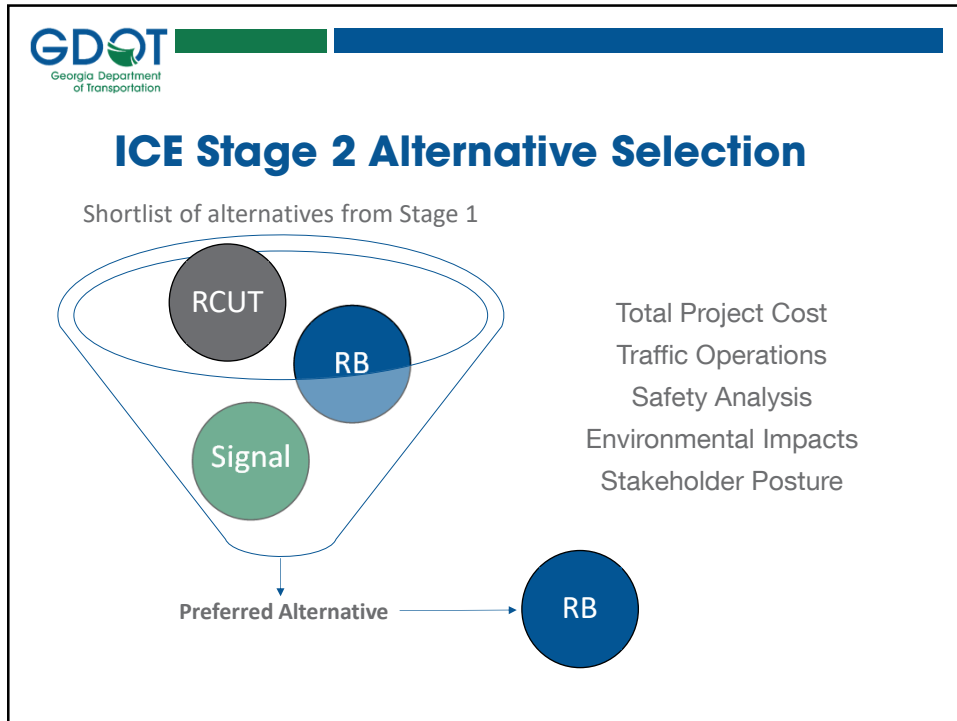 GDOT
Georgia Department
of Transportation
ICE Stage 2 Alternative Selection
Shortlist of alternatives from Stage 1
RCUT
RB
Signal
Total Project Cost
Traffic Operations
Safety Analysis
Environmental Impacts
Stakeholder Posture
Preferred Alternative
RB